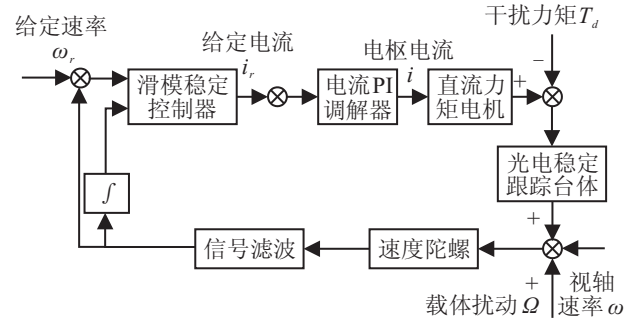 给定速率
ω_r
给定电流
i_r
电枢电流
i
干扰力矩T_d
−
滑模稳定
控制器
电流PI
调解器
直流力
矩电机
+
光电稳定
跟踪台体
∫
+
信号滤波
速度陀螺
+
载体扰动Ω
视轴
速率ω